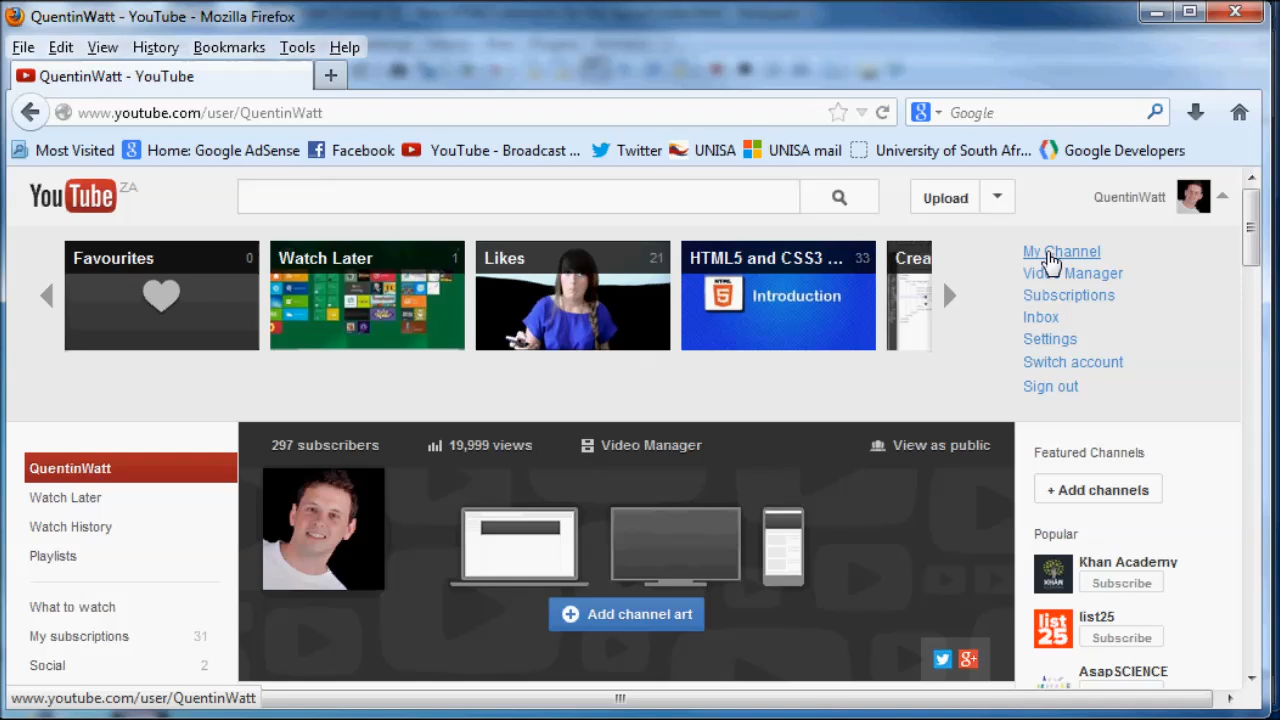 QuentinWatt - YouTube - Mozilla Firefox
File Edit View History Bookmarks Tools Help
QuentinWatt - YouTube
www.youtube.com/user/QuentinWatt
Google
Most Visited Home: Google AdSense Facebook YouTube - Broadcast ... Twitter UNISA UNISA mail University of South Afr... Google Developers
YouTube ZA
Upload
QuentinWatt
Favourites 0
Watch Later 1
Likes 21
HTML5 and CSS3 ... 33
Introduction
Crea
My Channel
Video Manager
Subscriptions
Inbox
Settings
Switch account
Sign out
297 subscribers 19,999 views Video Manager View as public
QuentinWatt
Watch Later
Watch History
Playlists
What to watch
My subscriptions 31
Social 2
Add channel art
Featured Channels
+ Add channels
Popular
Khan Academy
Subscribe
list25
Subscribe
AsapSCIENCE
www.youtube.com/user/QuentinWatt